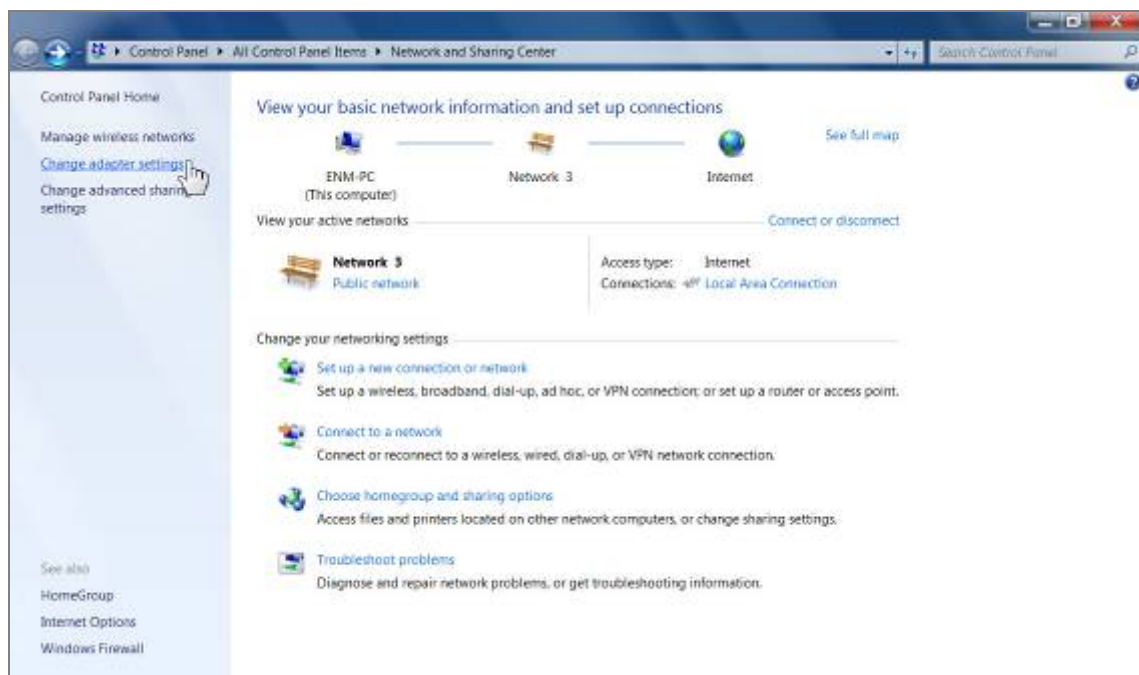 Control Panel ▸ All Control Panel Items ▸ Network and Sharing Center
Search Control Panel
Control Panel Home
Manage wireless networks
Change adapter settings
Change advanced sharing
settings
See also
HomeGroup
Internet Options
Windows Firewall
View your basic network information and set up connections
See full map
ENM-PC
(This computer)
Network 3
Internet
View your active networks
Connect or disconnect
Network 3
Public network
Access type: Internet
Connections: Local Area Connection
Change your networking settings
Set up a new connection or network
Set up a wireless, broadband, dial-up, ad hoc, or VPN connection; or set up a router or access point.
Connect to a network
Connect or reconnect to a wireless, wired, dial-up, or VPN network connection.
Choose homegroup and sharing options
Access files and printers located on other network computers, or change sharing settings.
Troubleshoot problems
Diagnose and repair network problems, or get troubleshooting information.